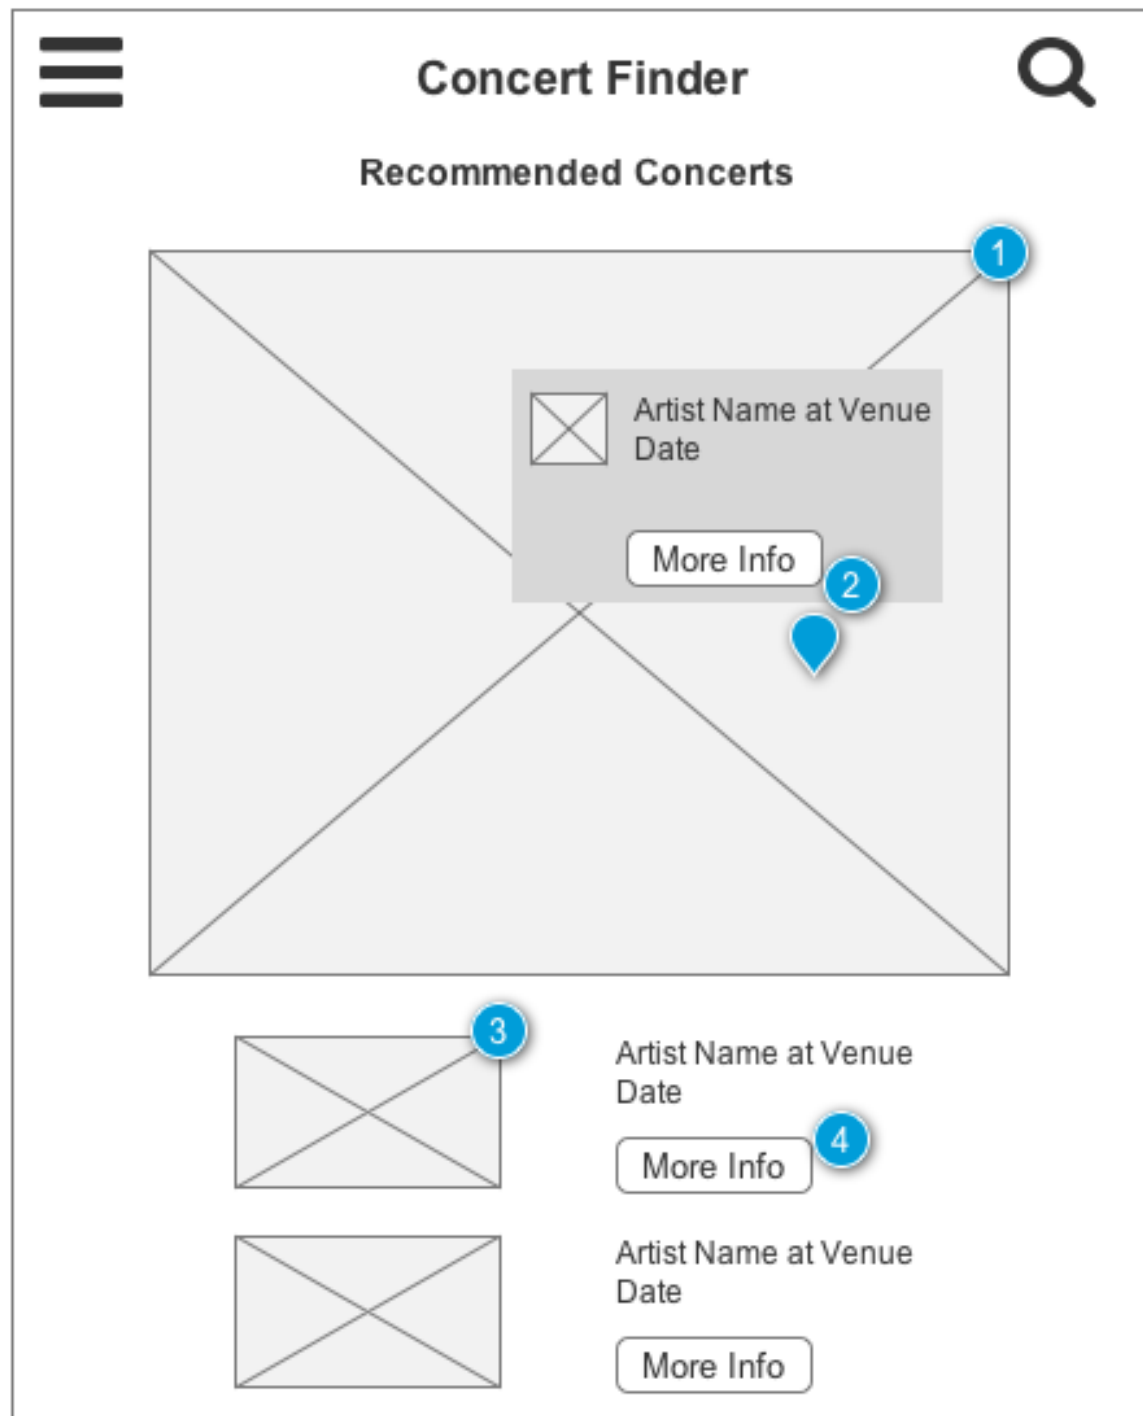 Concert Finder
Recommended Concerts
1
Artist Name at Venue
Date
More Info
2
3
Artist Name at Venue
Date
4
More Info
Artist Name at Venue
Date
More Info